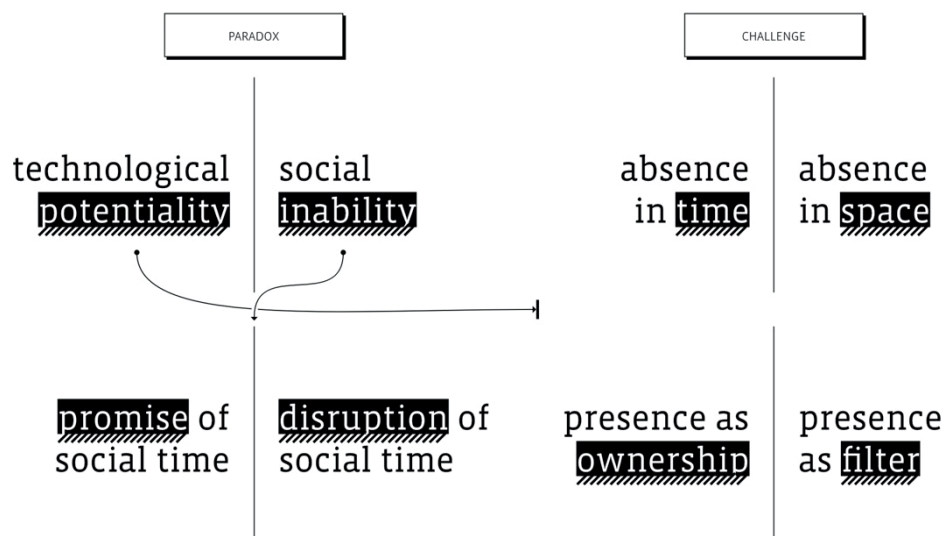 PARADOX
CHALLENGE
technological
potentiality
social
inability
absence
in time
absence
in space
promise of
social time
disruption of
social time
presence as
ownership
presence
as filter